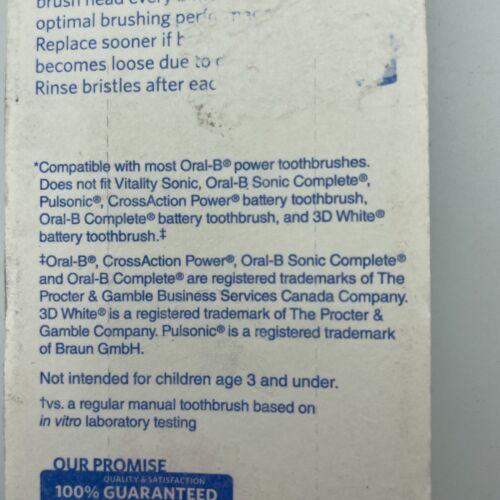 brush head every
optimal brushing
Replace sooner if
becomes loose due to
Rinse bristles after
*Compatible with most Oral-B® power toothbrushes.
Does not fit Vitality Sonic, Oral-B Sonic Complete®,
Pulsonic®, CrossAction Power® battery toothbrush,
Oral-B Complete® battery toothbrush, and 3D White®
battery toothbrush.‡
‡Oral-B®, CrossAction Power®, Oral-B Sonic Complete®
and Oral-B Complete® are registered trademarks of The
Procter & Gamble Business Services Canada Company.
3D White® is a registered trademark of The Procter &
Gamble Company. Pulsonic® is a registered trademark
of Braun GmbH.
Not intended for children age 3 and under.
†vs. a regular manual toothbrush based on
in vitro laboratory testing
OUR PROMISE
QUALITY & SATISFACTION
100% GUARANTEED